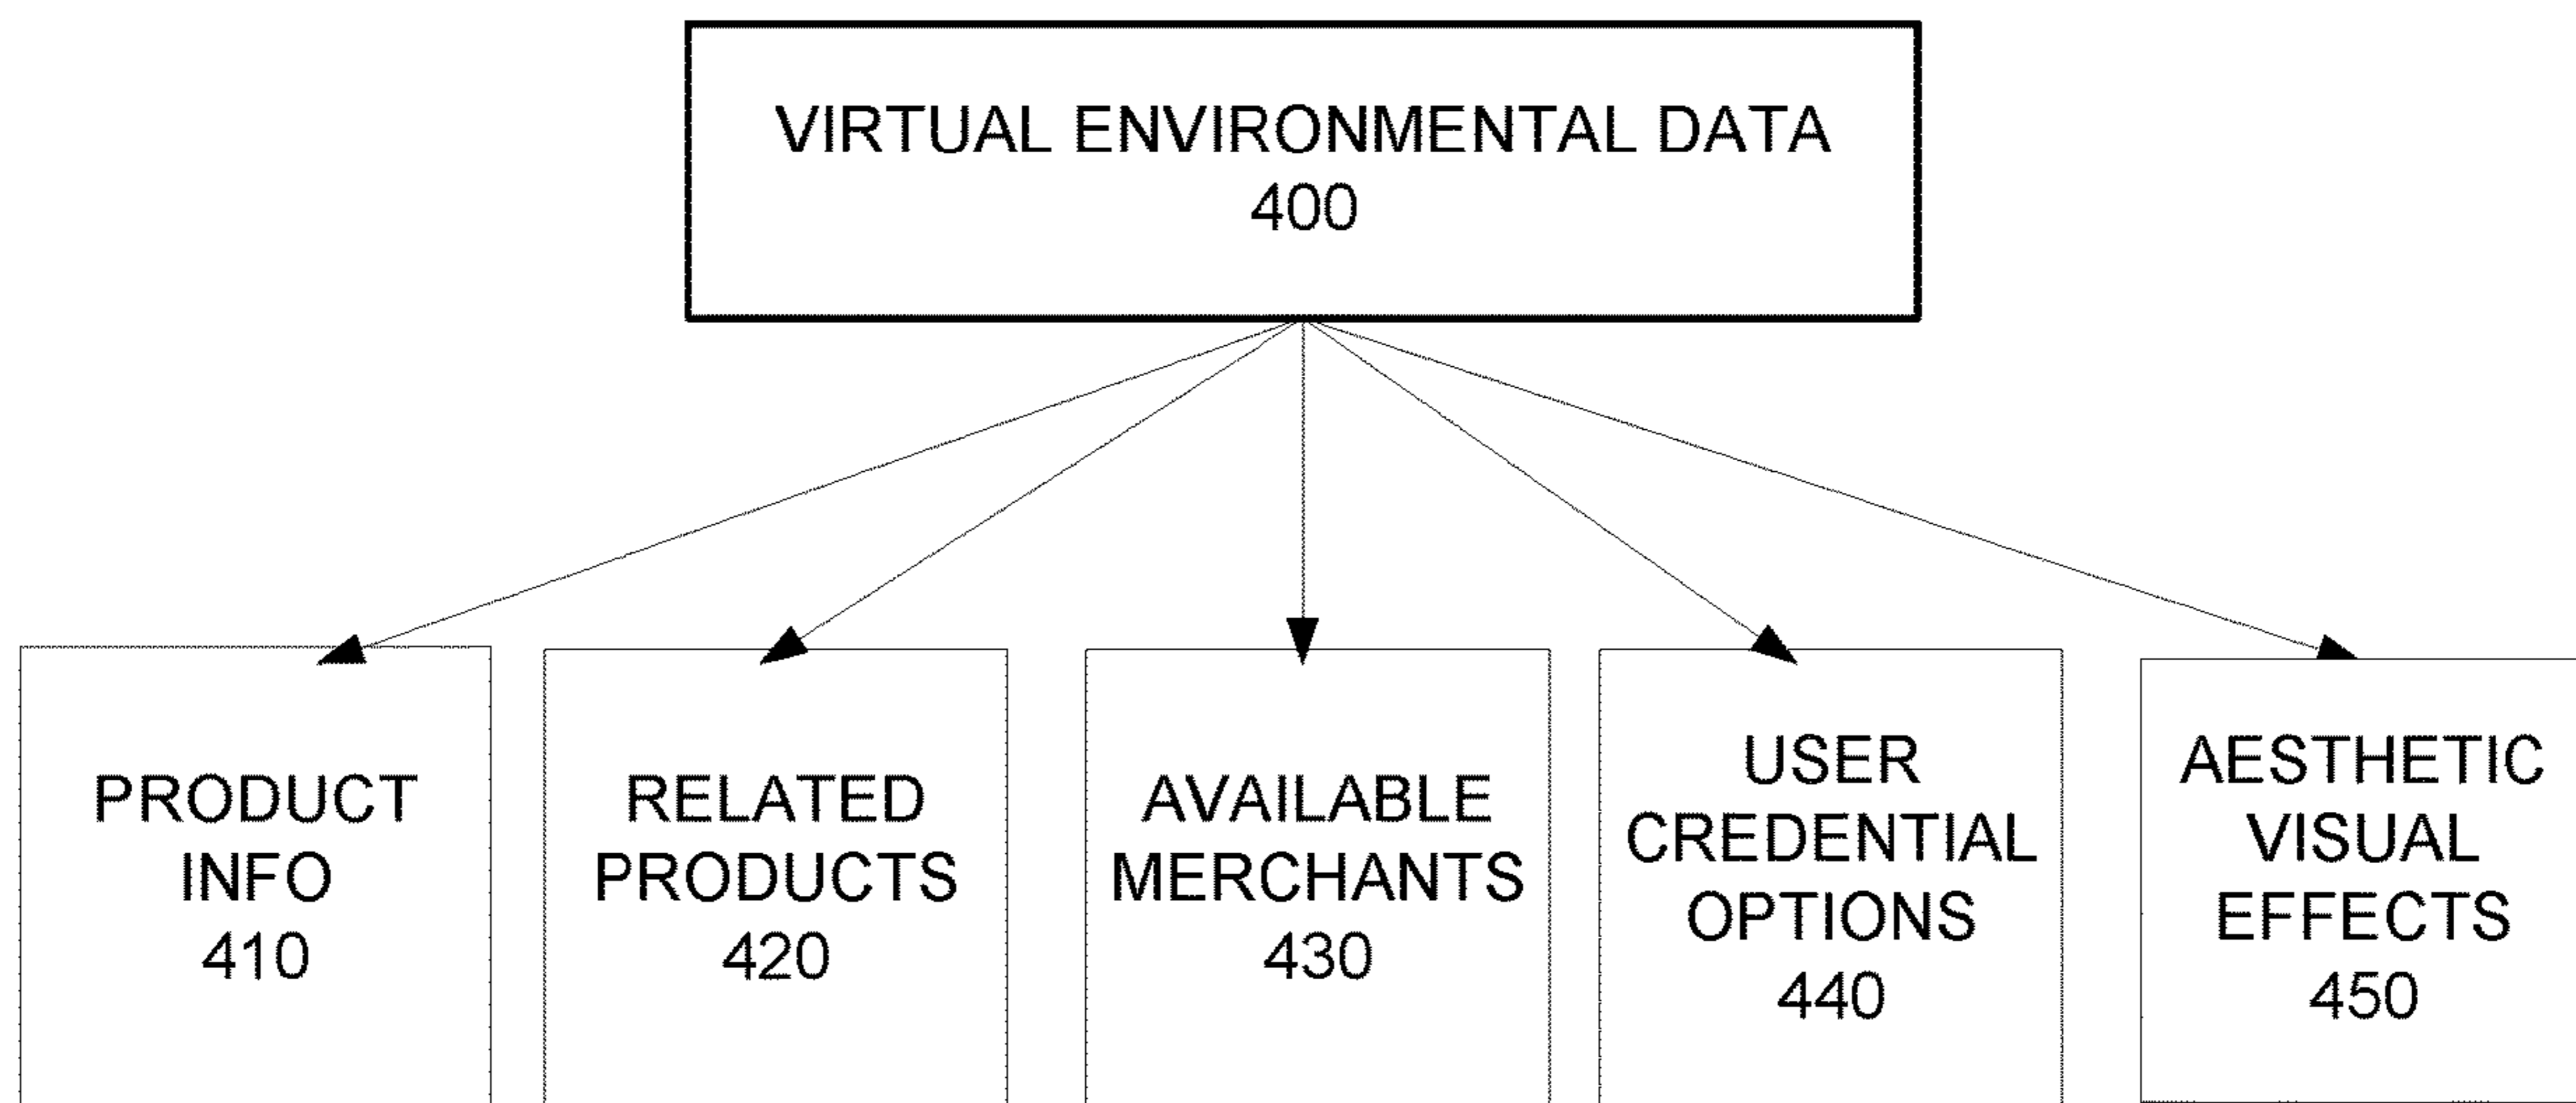 VIRTUAL ENVIRONMENTAL DATA
400
PRODUCT
INFO
410
RELATED
PRODUCTS
420
AVAILABLE
MERCHANTS
430
USER
CREDENTIAL
OPTIONS
440
AESTHETIC
VISUAL
EFFECTS
450